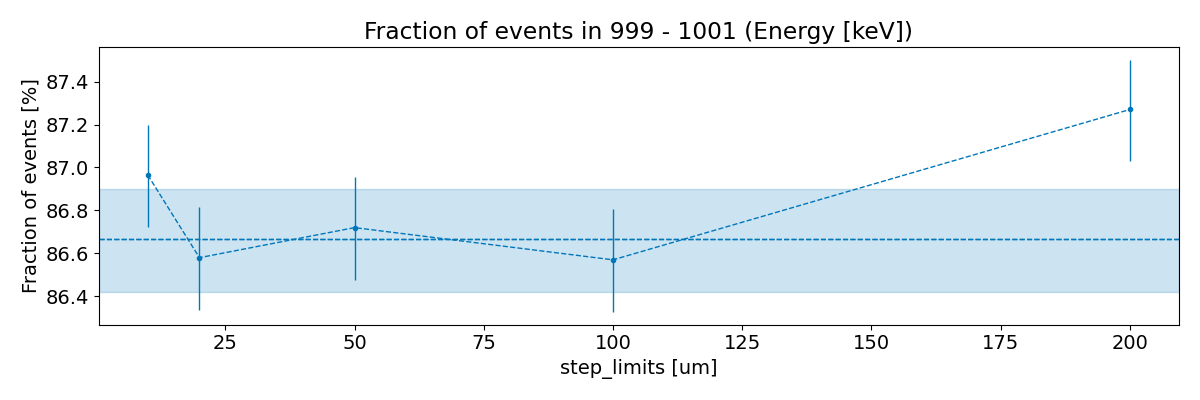 Fraction of events in 999 - 1001 (Energy [keV])
Fraction of events [%]
87.4
87.2
87.0
86.8
86.6
86.4
25 50 75 100 125 150 175 200
step_limits [um]